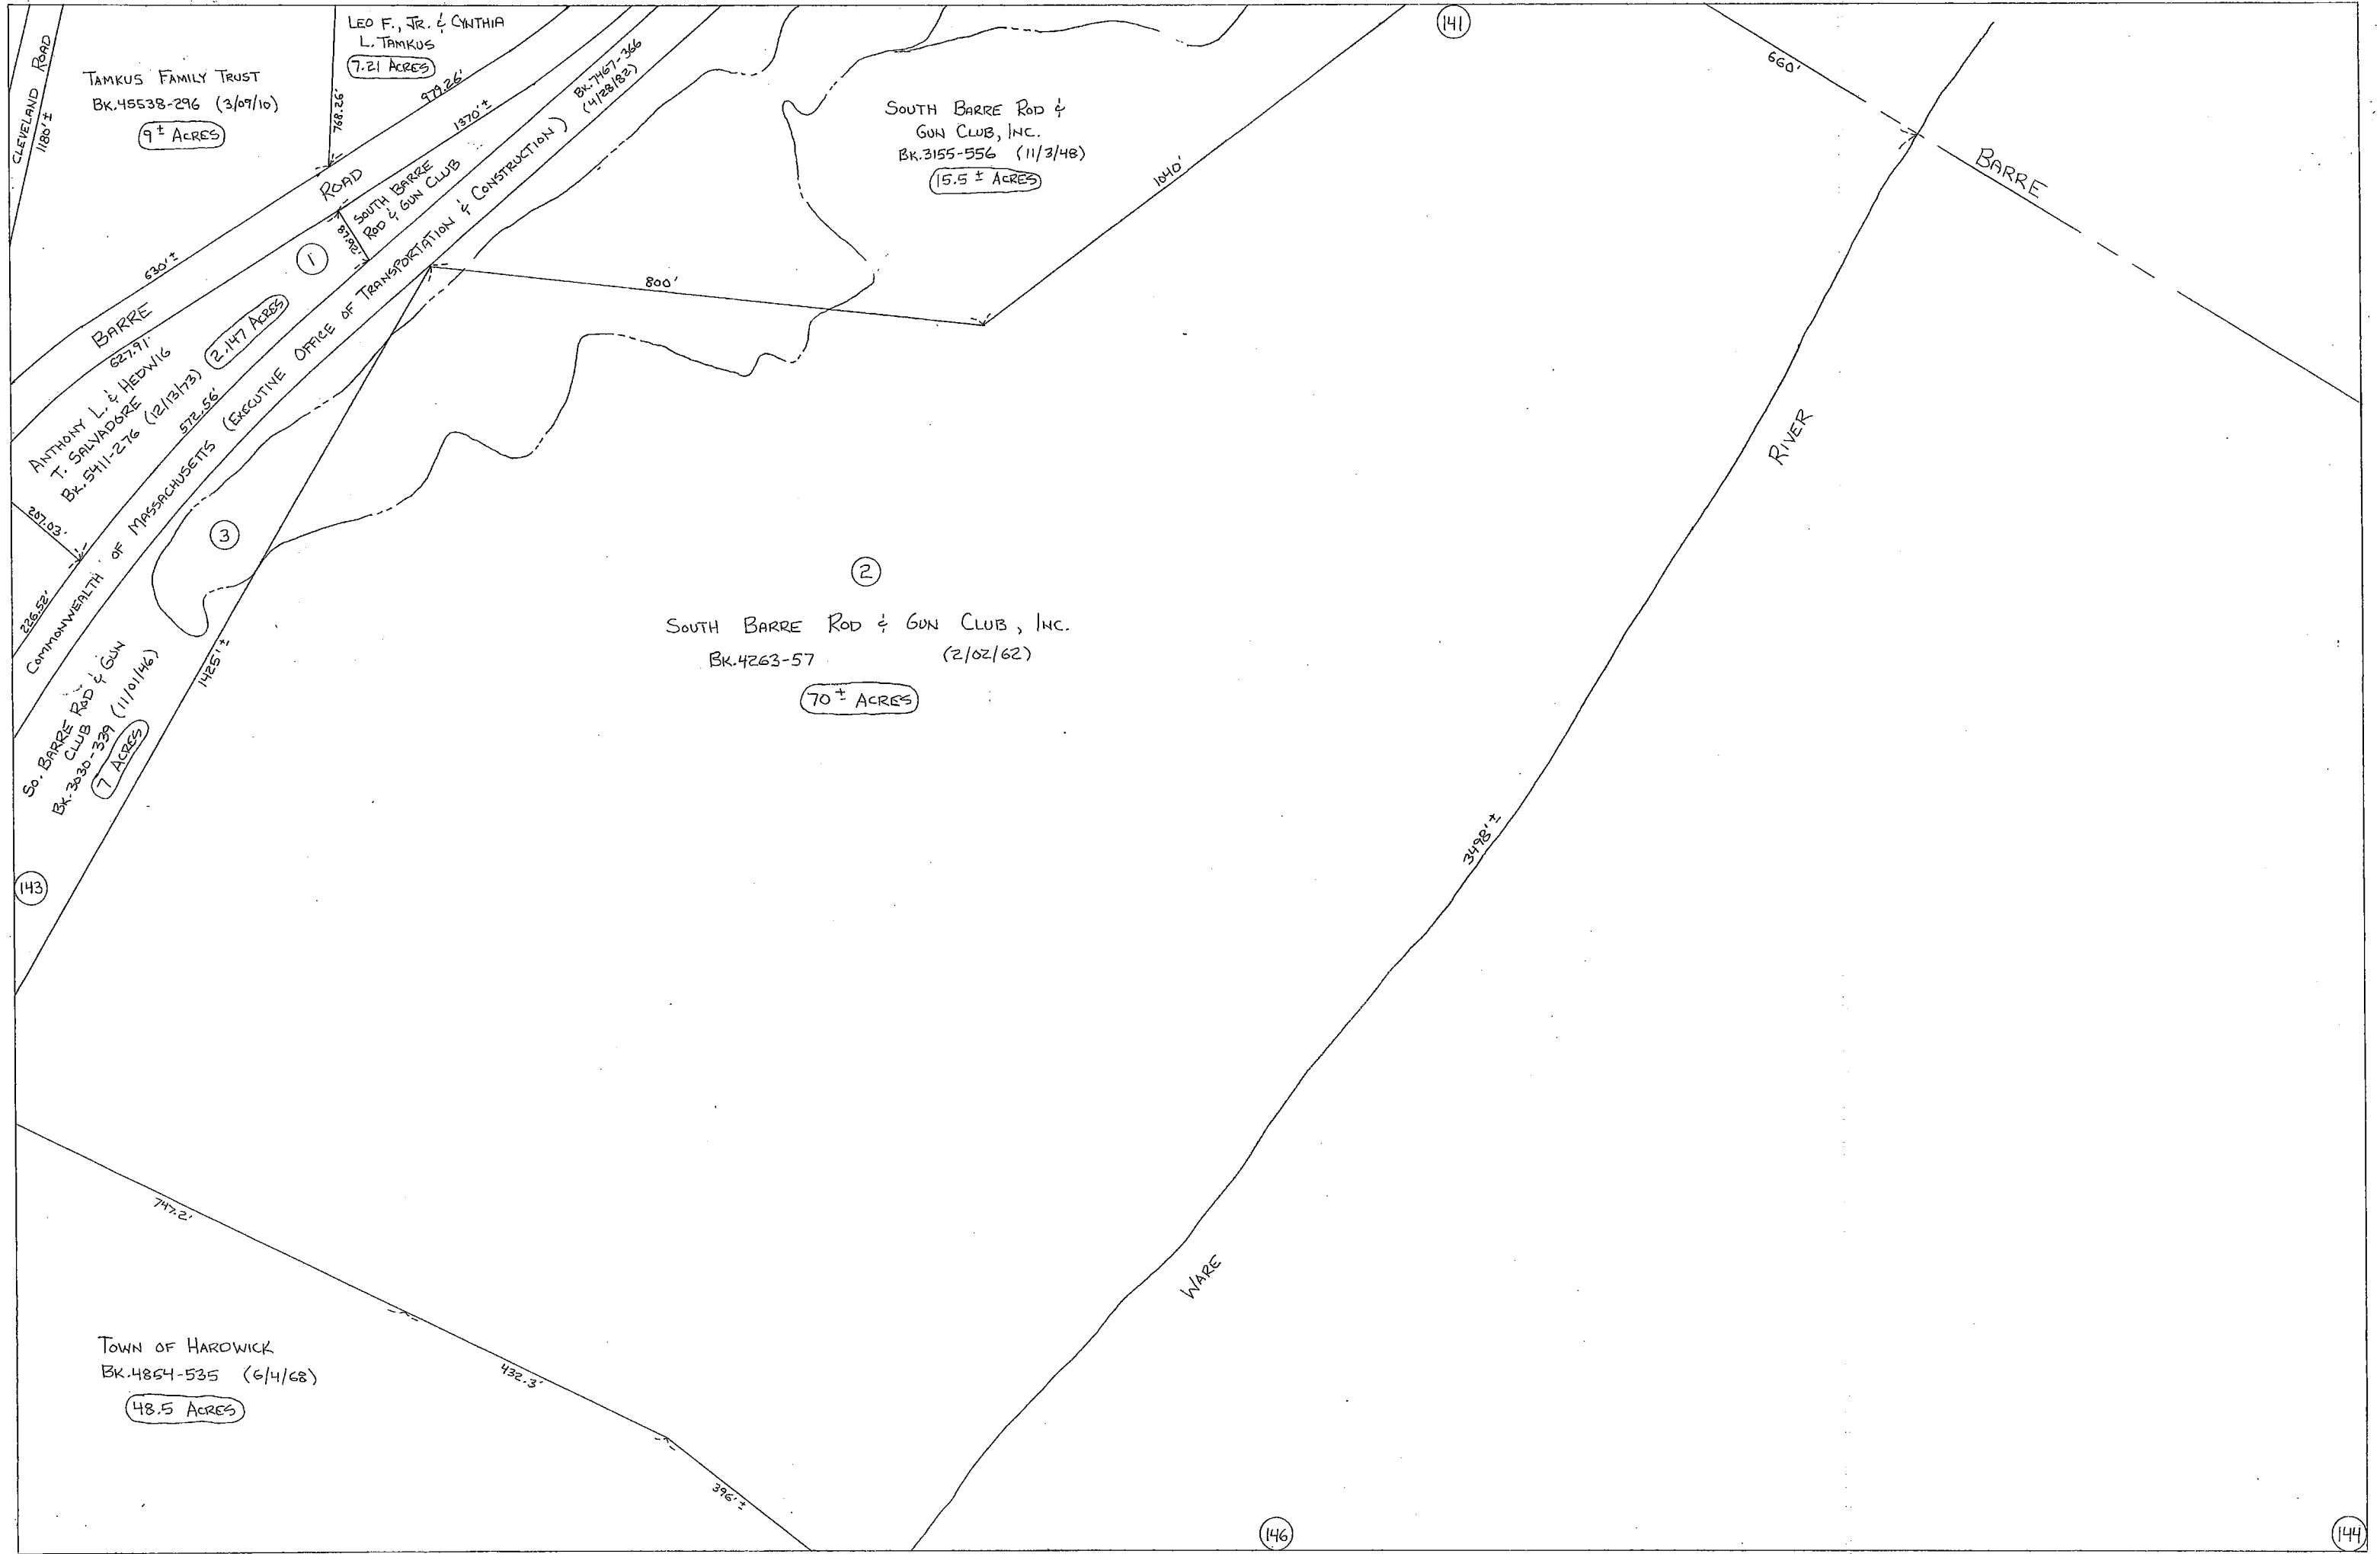 CLEVELAND ROAD
1180'±
TAMKUS FAMILY TRUST
BK.45538-296 (3/09/10)
9± ACRES
LEO F., JR. & CYNTHIA
L. TAMKUS
7.21 ACRES
768.26'
979.26'
1370'±
BK.7467-366
(4/28/82)
141
660'
BARRE
SOUTH BARRE ROD &
GUN CLUB, INC.
BK.3155-556 (11/3/48)
15.5 ± ACRES
1040'
BARRE ROAD
630'±
SOUTH BARRE
ROD & GUN CLUB
87.92'
1
800'
627.91'
ANTHONY L. & HEDWIG
T. SALVADORE
BK.5411-276 (12/13/73)
2.147 ACRES
572.56'
207.03'
226.52'
COMMONWEALTH OF MASSACHUSETTS (EXECUTIVE OFFICE OF TRANSPORTATION & CONSTRUCTION)
3
SO. BARRE ROD & GUN
CLUB
BK.3030-339 (11/01/46)
7 ACRES
1425'±
143
2
SOUTH BARRE ROD & GUN CLUB, INC.
BK.4263-57 (2/02/62)
70± ACRES
RIVER
3498'±
WARE
747.2'
432.3'
396'±
TOWN OF HARDWICK
BK.4854-535 (6/4/68)
48.5 ACRES
146
144